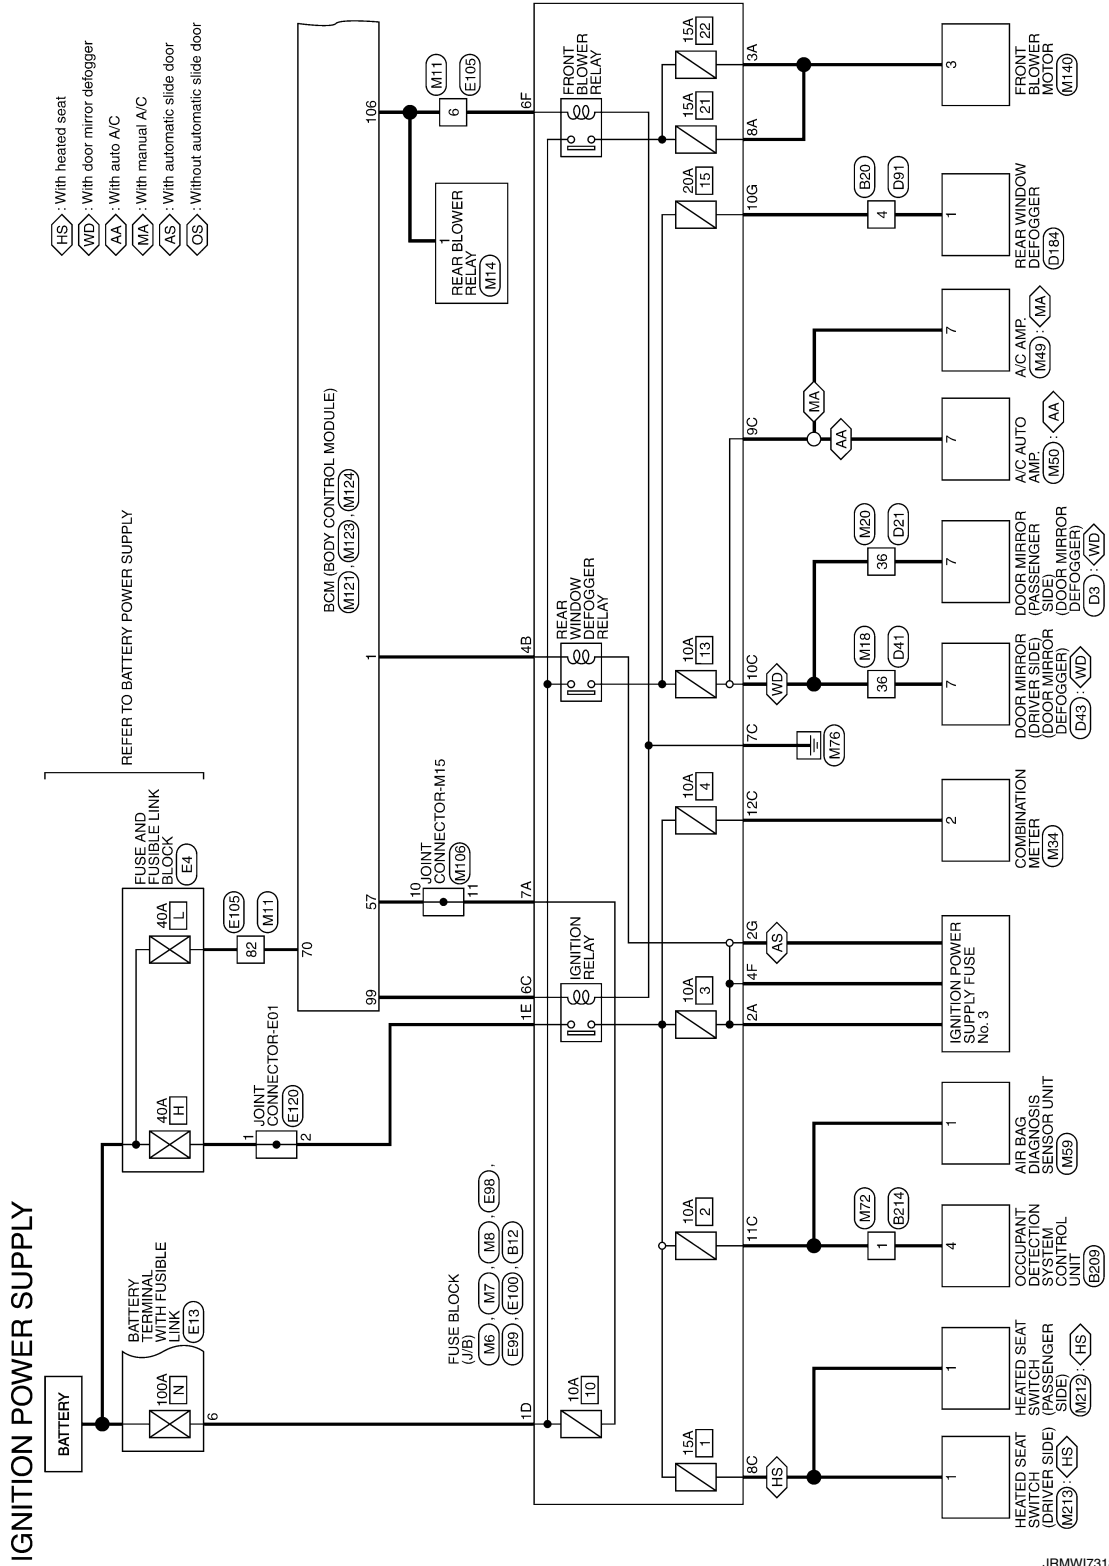 IGNITION POWER SUPPLY
BATTERY
100A
N
6
BATTERY
TERMINAL
WITH FUSIBLE
LINK
E13
40A
H
40A
L
FUSE AND
FUSIBLE LINK
BLOCK
E4
REFER TO BATTERY POWER SUPPLY
HS : With heated seat
WD : With door mirror defogger
AA : With auto A/C
MA : With manual A/C
AS : With automatic slide door
OS : Without automatic slide door
1
JOINT
CONNECTOR-E01
E120
2
E105
82
M11
70
BCM (BODY CONTROL MODULE)
M121 , M123 , M124
99
57
1
106
10
JOINT
CONNECTOR-M15
M106
11
M11
6
E105
1
REAR BLOWER
RELAY
M14
FUSE BLOCK
(J/B)
M6 , M7 , M8 , E98 ,
E99 , E100 , B12
1D
1E
6C
7A
4B
6F
10A
10
IGNITION
RELAY
REAR
WINDOW
DEFOGGER
RELAY
FRONT
BLOWER
RELAY
15A
1
10A
2
10A
3
10A
4
10A
13
20A
15
15A
21
15A
22
8C
11C
2A
4F
2G
12C
7C
10C
9C
10G
8A
3A
HS
AS
M76
WD
AA
MA
M72
1
B214
M18
36
D41
M20
36
D21
B20
4
D91
1
HEATED SEAT
SWITCH
(DRIVER SIDE)
M213 : HS
1
HEATED SEAT
SWITCH
(PASSENGER
SIDE)
M212 : HS
4
OCCUPANT
DETECTION
SYSTEM
CONTROL
UNIT
B209
1
AIR BAG
DIAGNOSIS
SENSOR UNIT
M59
IGNITION POWER
SUPPLY FUSE
No. 3
2
COMBINATION
METER
M34
7
DOOR MIRROR
(DRIVER SIDE)
(DOOR MIRROR
DEFOGGER)
D43 : WD
7
DOOR MIRROR
(PASSENGER
SIDE)
(DOOR MIRROR
DEFOGGER)
D3 : WD
7
A/C AUTO
AMP.
M50 : AA
7
A/C AMP.
M49 : MA
1
REAR WINDOW
DEFOGGER
D184
3
FRONT
BLOWER
MOTOR
M140